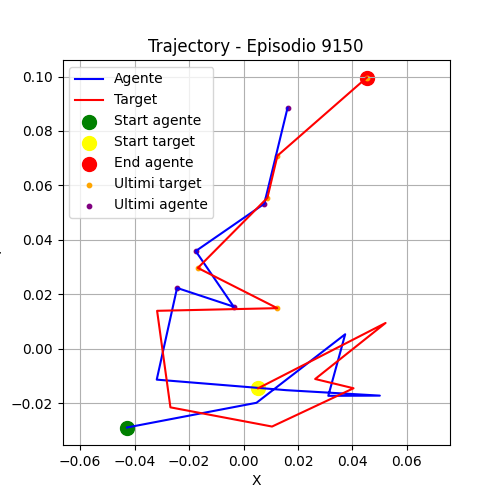 Trajectory - Episodio 9150
Agente
Target
Start agente
Start target
End agente
Ultimi target
Ultimi agente
0.10
0.08
0.06
0.04
0.02
0.00
−0.02
−0.06
−0.04
−0.02
0.00
0.02
0.04
0.06
X